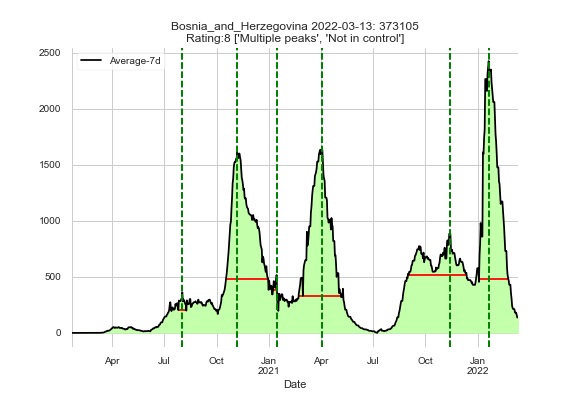 Bosnia_and_Herzegovina 2022-03-13: 373105
Rating:8 ['Multiple peaks', 'Not in control']
Average-7d
2500
2000
1500
1000
500
0
Apr Jul Oct Jan Apr Jul Oct Jan
2021 2022
Date